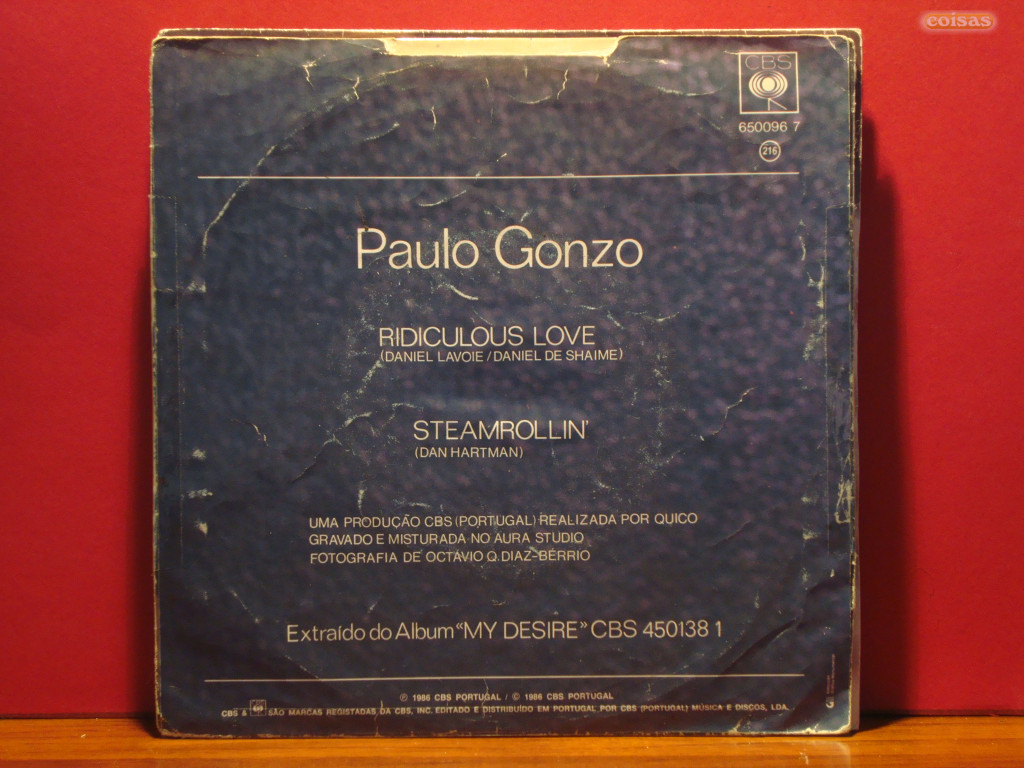 coisas
CBS
650096 7
216
Paulo Gonzo
RIDICULOUS LOVE
(DANIEL LAVOIE / DANIEL DE SHAIME)
STEAMROLLIN'
(DAN HARTMAN)
UMA PRODUÇÃO CBS (PORTUGAL) REALIZADA POR QUICO
GRAVADO E MISTURADA NO AURA STUDIO
FOTOGRAFIA DE OCTÁVIO Q. DIAZ-BERRIO
Extraído do Album “MY DESIRE” CBS 450138 1
℗ 1986 CBS PORTUGAL / © 1986 CBS PORTUGAL
CBS & SÃO MARCAS REGISTADAS DA CBS, INC. EDITADO E DISTRIBUÍDO EM PORTUGAL POR CBS (PORTUGAL) MÚSICA E DISCOS, LDA.